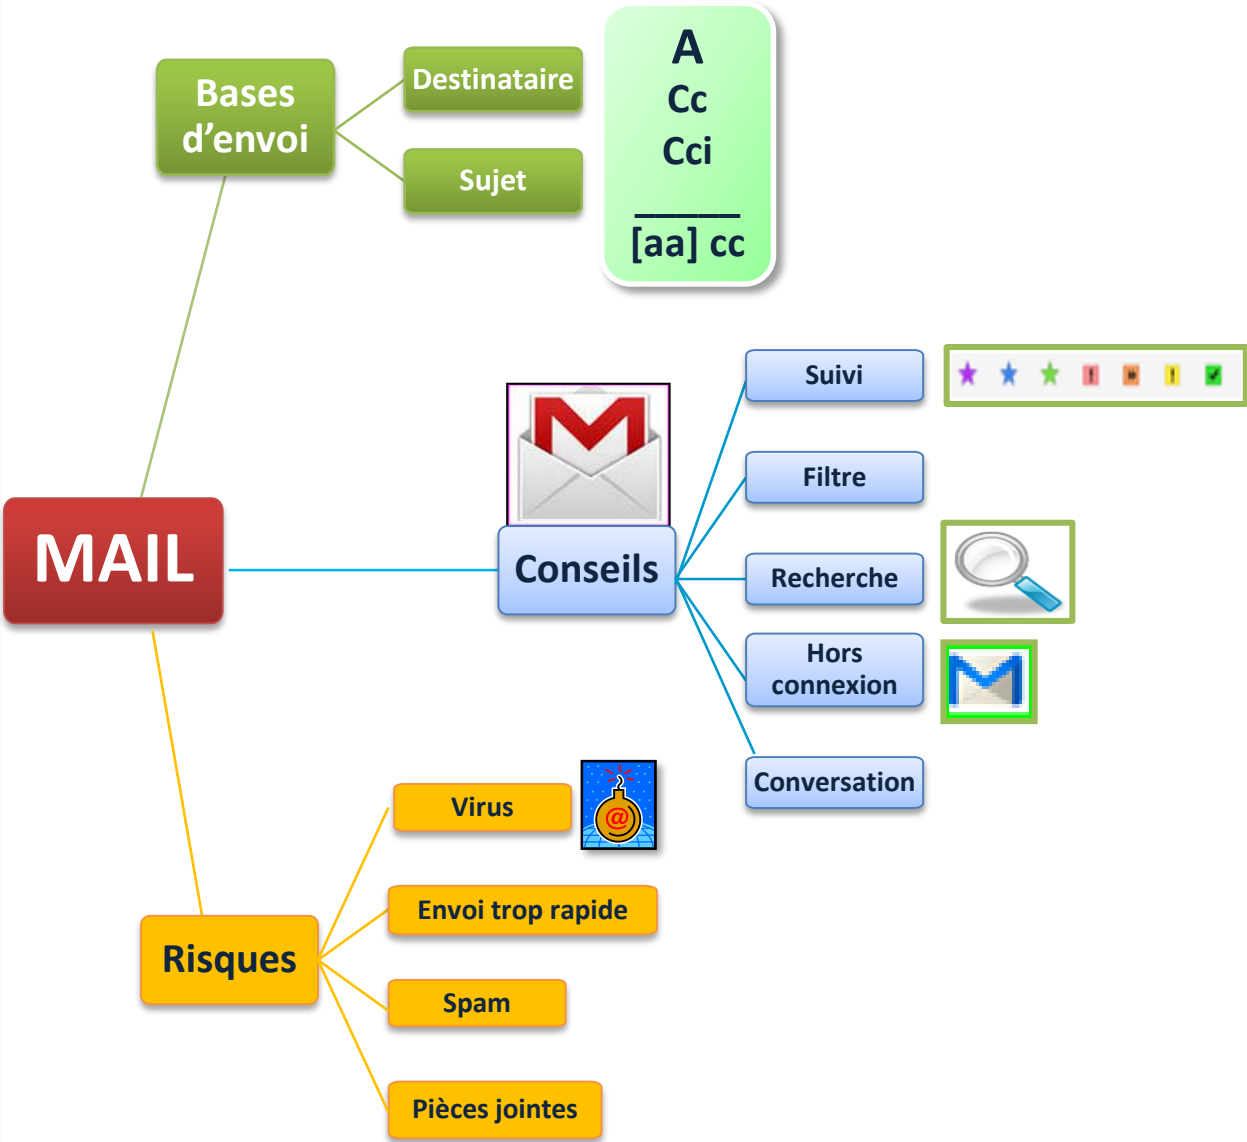 Bases
d’envoi
Destinataire
Sujet
A
Cc
Cci
_____
[aa] cc
MAIL
Conseils
Suivi
Filtre
Recherche
Hors
connexion
Conversation
Risques
Virus
@
Envoi trop rapide
Spam
Pièces jointes